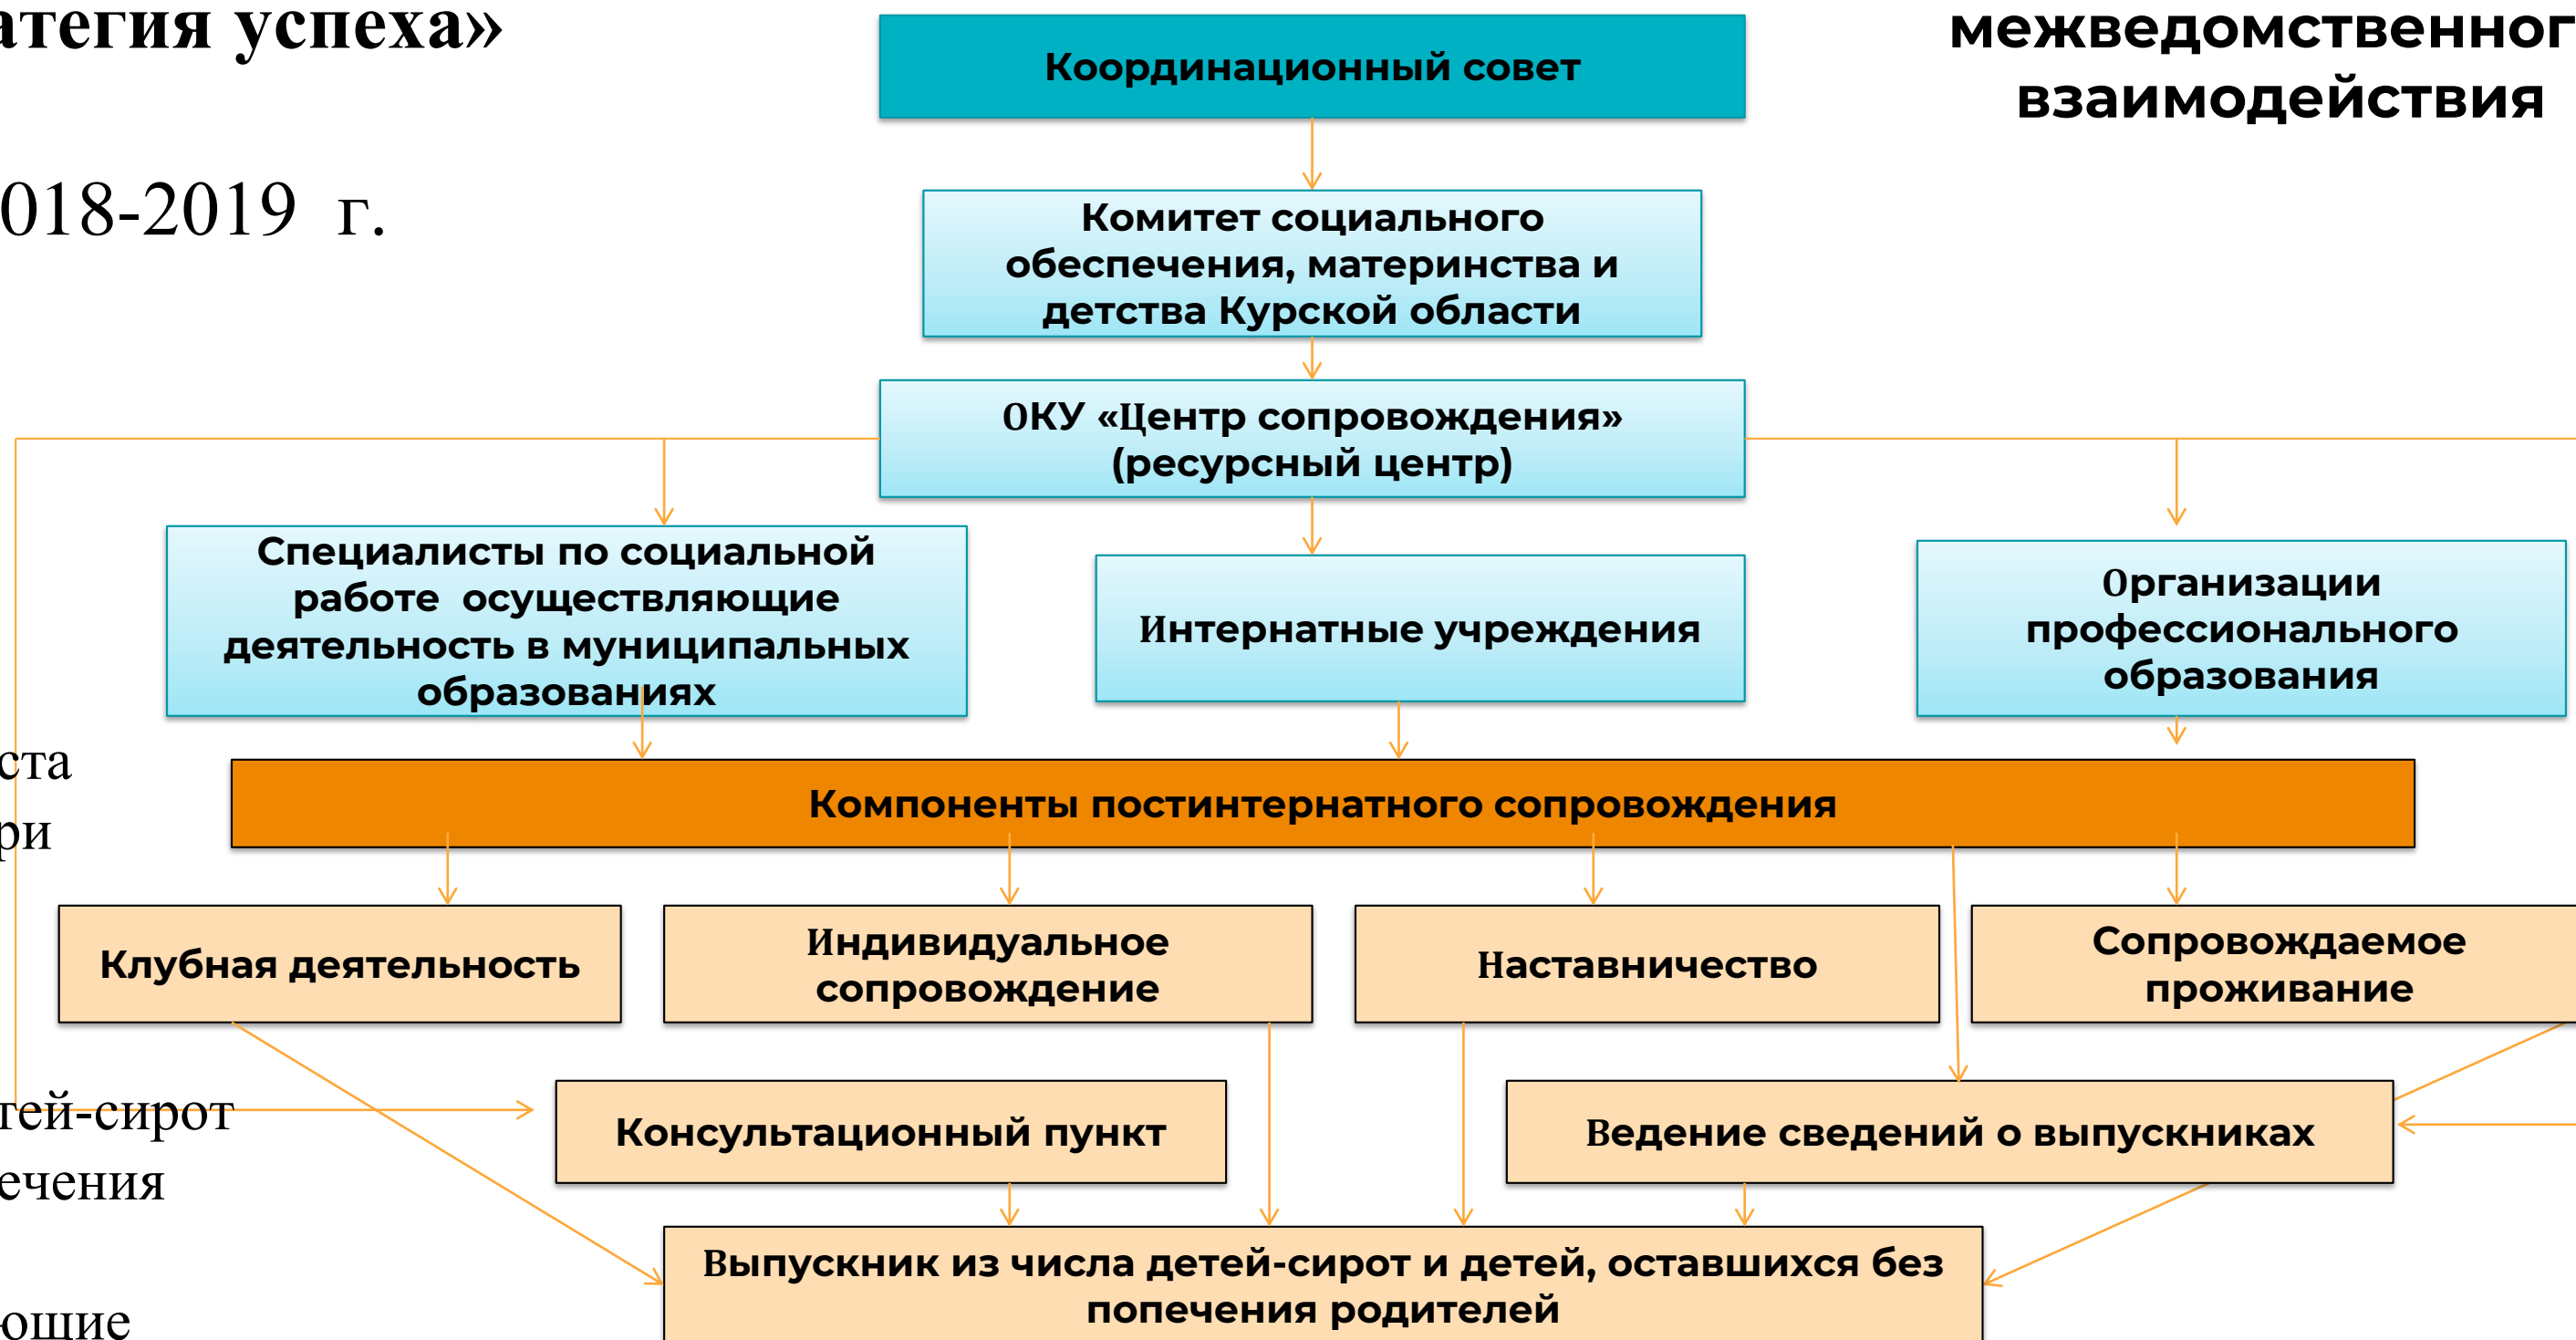 атегия успеха»
018-2019 г.
межведомственног
взаимодействия
Координационный совет
Комитет социального
обеспечения, материнства и
детства Курской области
ОКУ «Центр сопровождения»
(ресурсный центр)
Специалисты по социальной
работе осуществляющие
деятельность в муниципальных
образованиях
Интернатные учреждения
Организации
профессионального
образования
ста
ри
Компоненты постинтернатного сопровождения
Клубная деятельность
Индивидуальное
сопровождение
Наставничество
Сопровождаемое
проживание
тей-сирот
ечения
ющие
Консультационный пункт
Ведение сведений о выпускниках
Выпускник из числа детей-сирот и детей, оставшихся без
попечения родителей